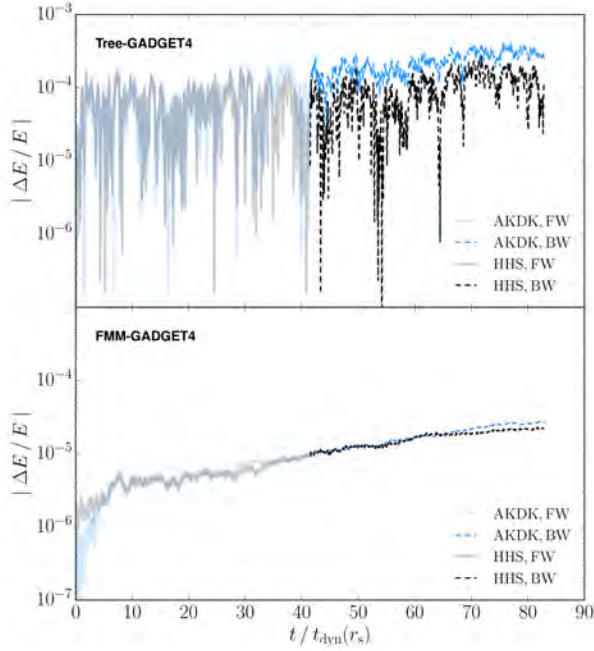 10⁻³
Tree-GADGET4
10⁻⁴
10⁻⁵
10⁻⁶
| ΔE / E |
AKDK, FW
AKDK, BW
HHS, FW
HHS, BW
FMM-GADGET4
10⁻⁴
10⁻⁵
10⁻⁶
10⁻⁷
| ΔE / E |
AKDK, FW
AKDK, BW
HHS, FW
HHS, BW
0 10 20 30 40 50 60 70 80 90
t / t_dyn(r_s)